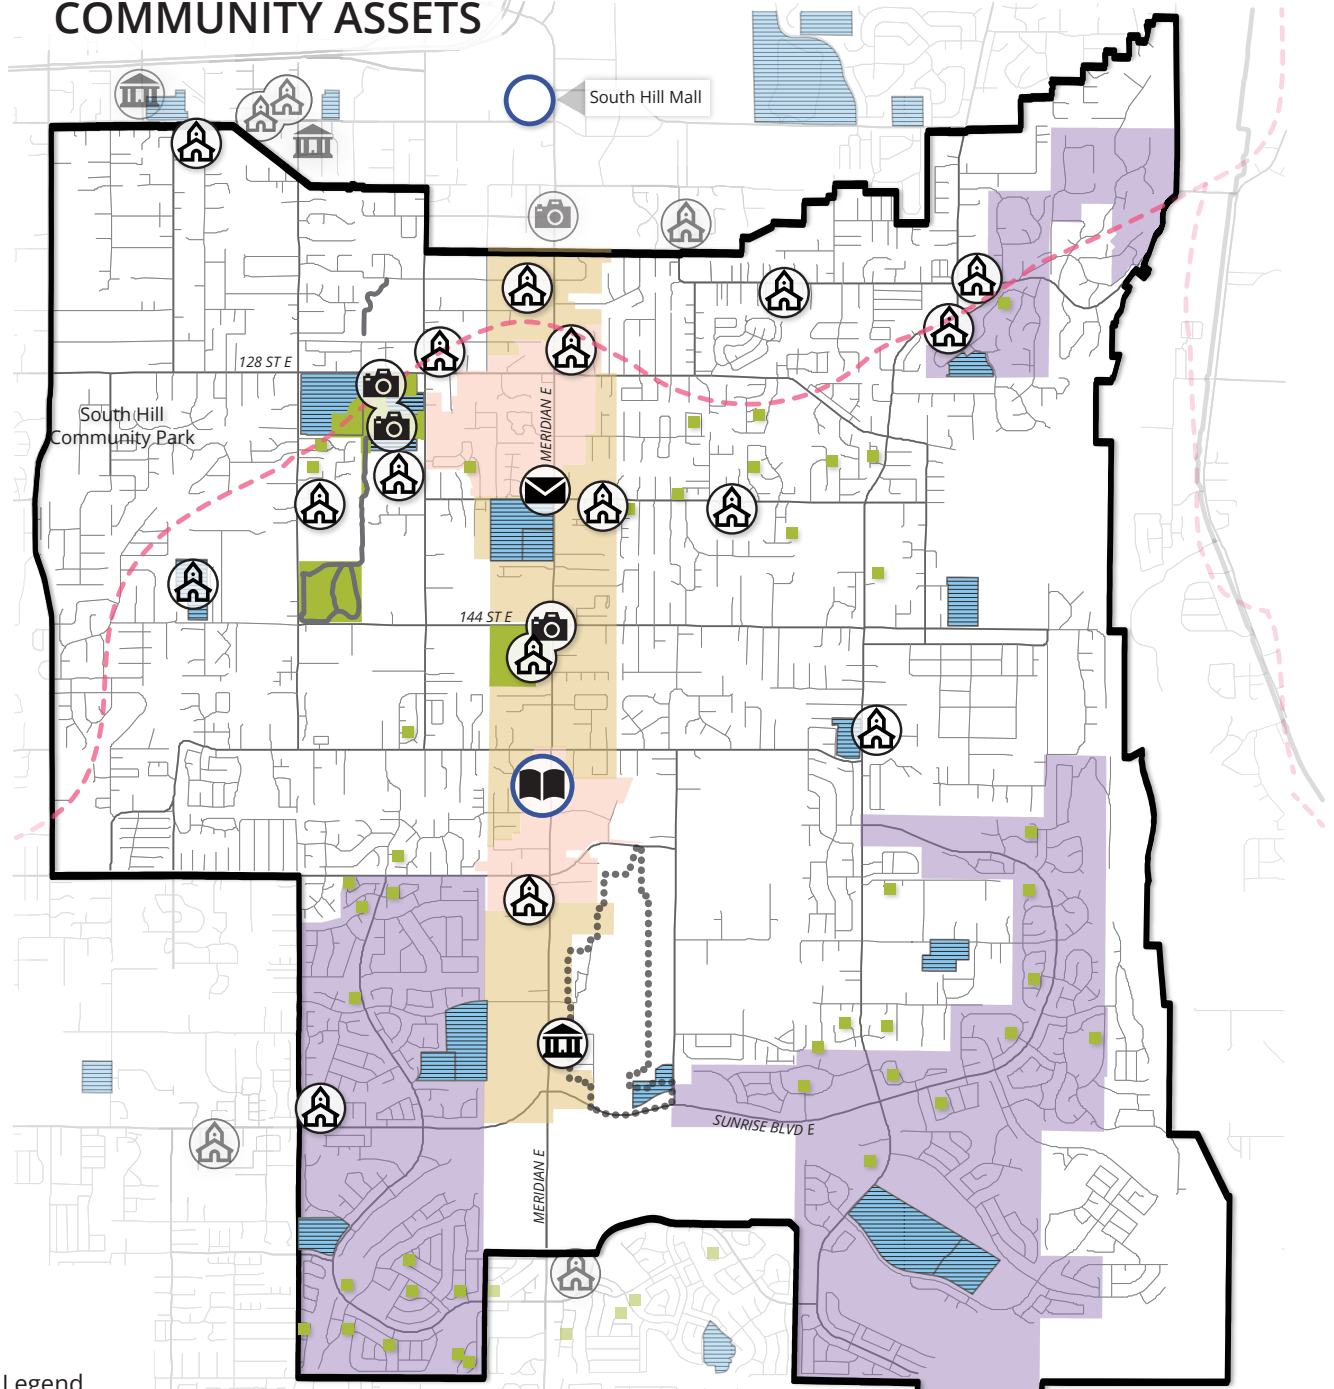 COMMUNITY ASSETS
South Hill Mall
128 ST E
South Hill
Community Park
MERIDIAN E
144 ST E
SUNRISE BLVD E
MERIDIAN E
Legend